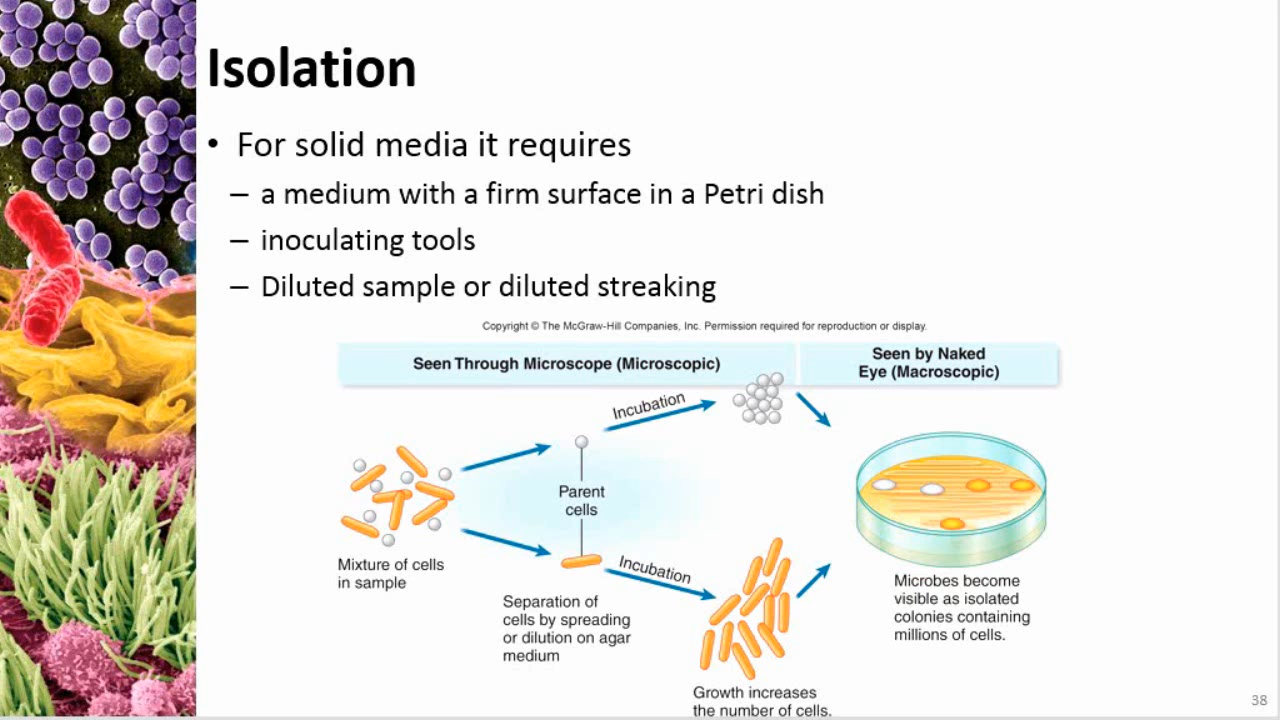 Isolation
• For solid media it requires
– a medium with a firm surface in a Petri dish
– inoculating tools
– Diluted sample or diluted streaking
Copyright © The McGraw-Hill Companies, Inc. Permission required for reproduction or display.
Seen Through Microscope (Microscopic)
Seen by Naked
Eye (Macroscopic)
Incubation
Parent
cells
Incubation
Mixture of cells
in sample
Separation of
cells by spreading
or dilution on agar
medium
Growth increases
the number of cells.
Microbes become
visible as isolated
colonies containing
millions of cells.
38